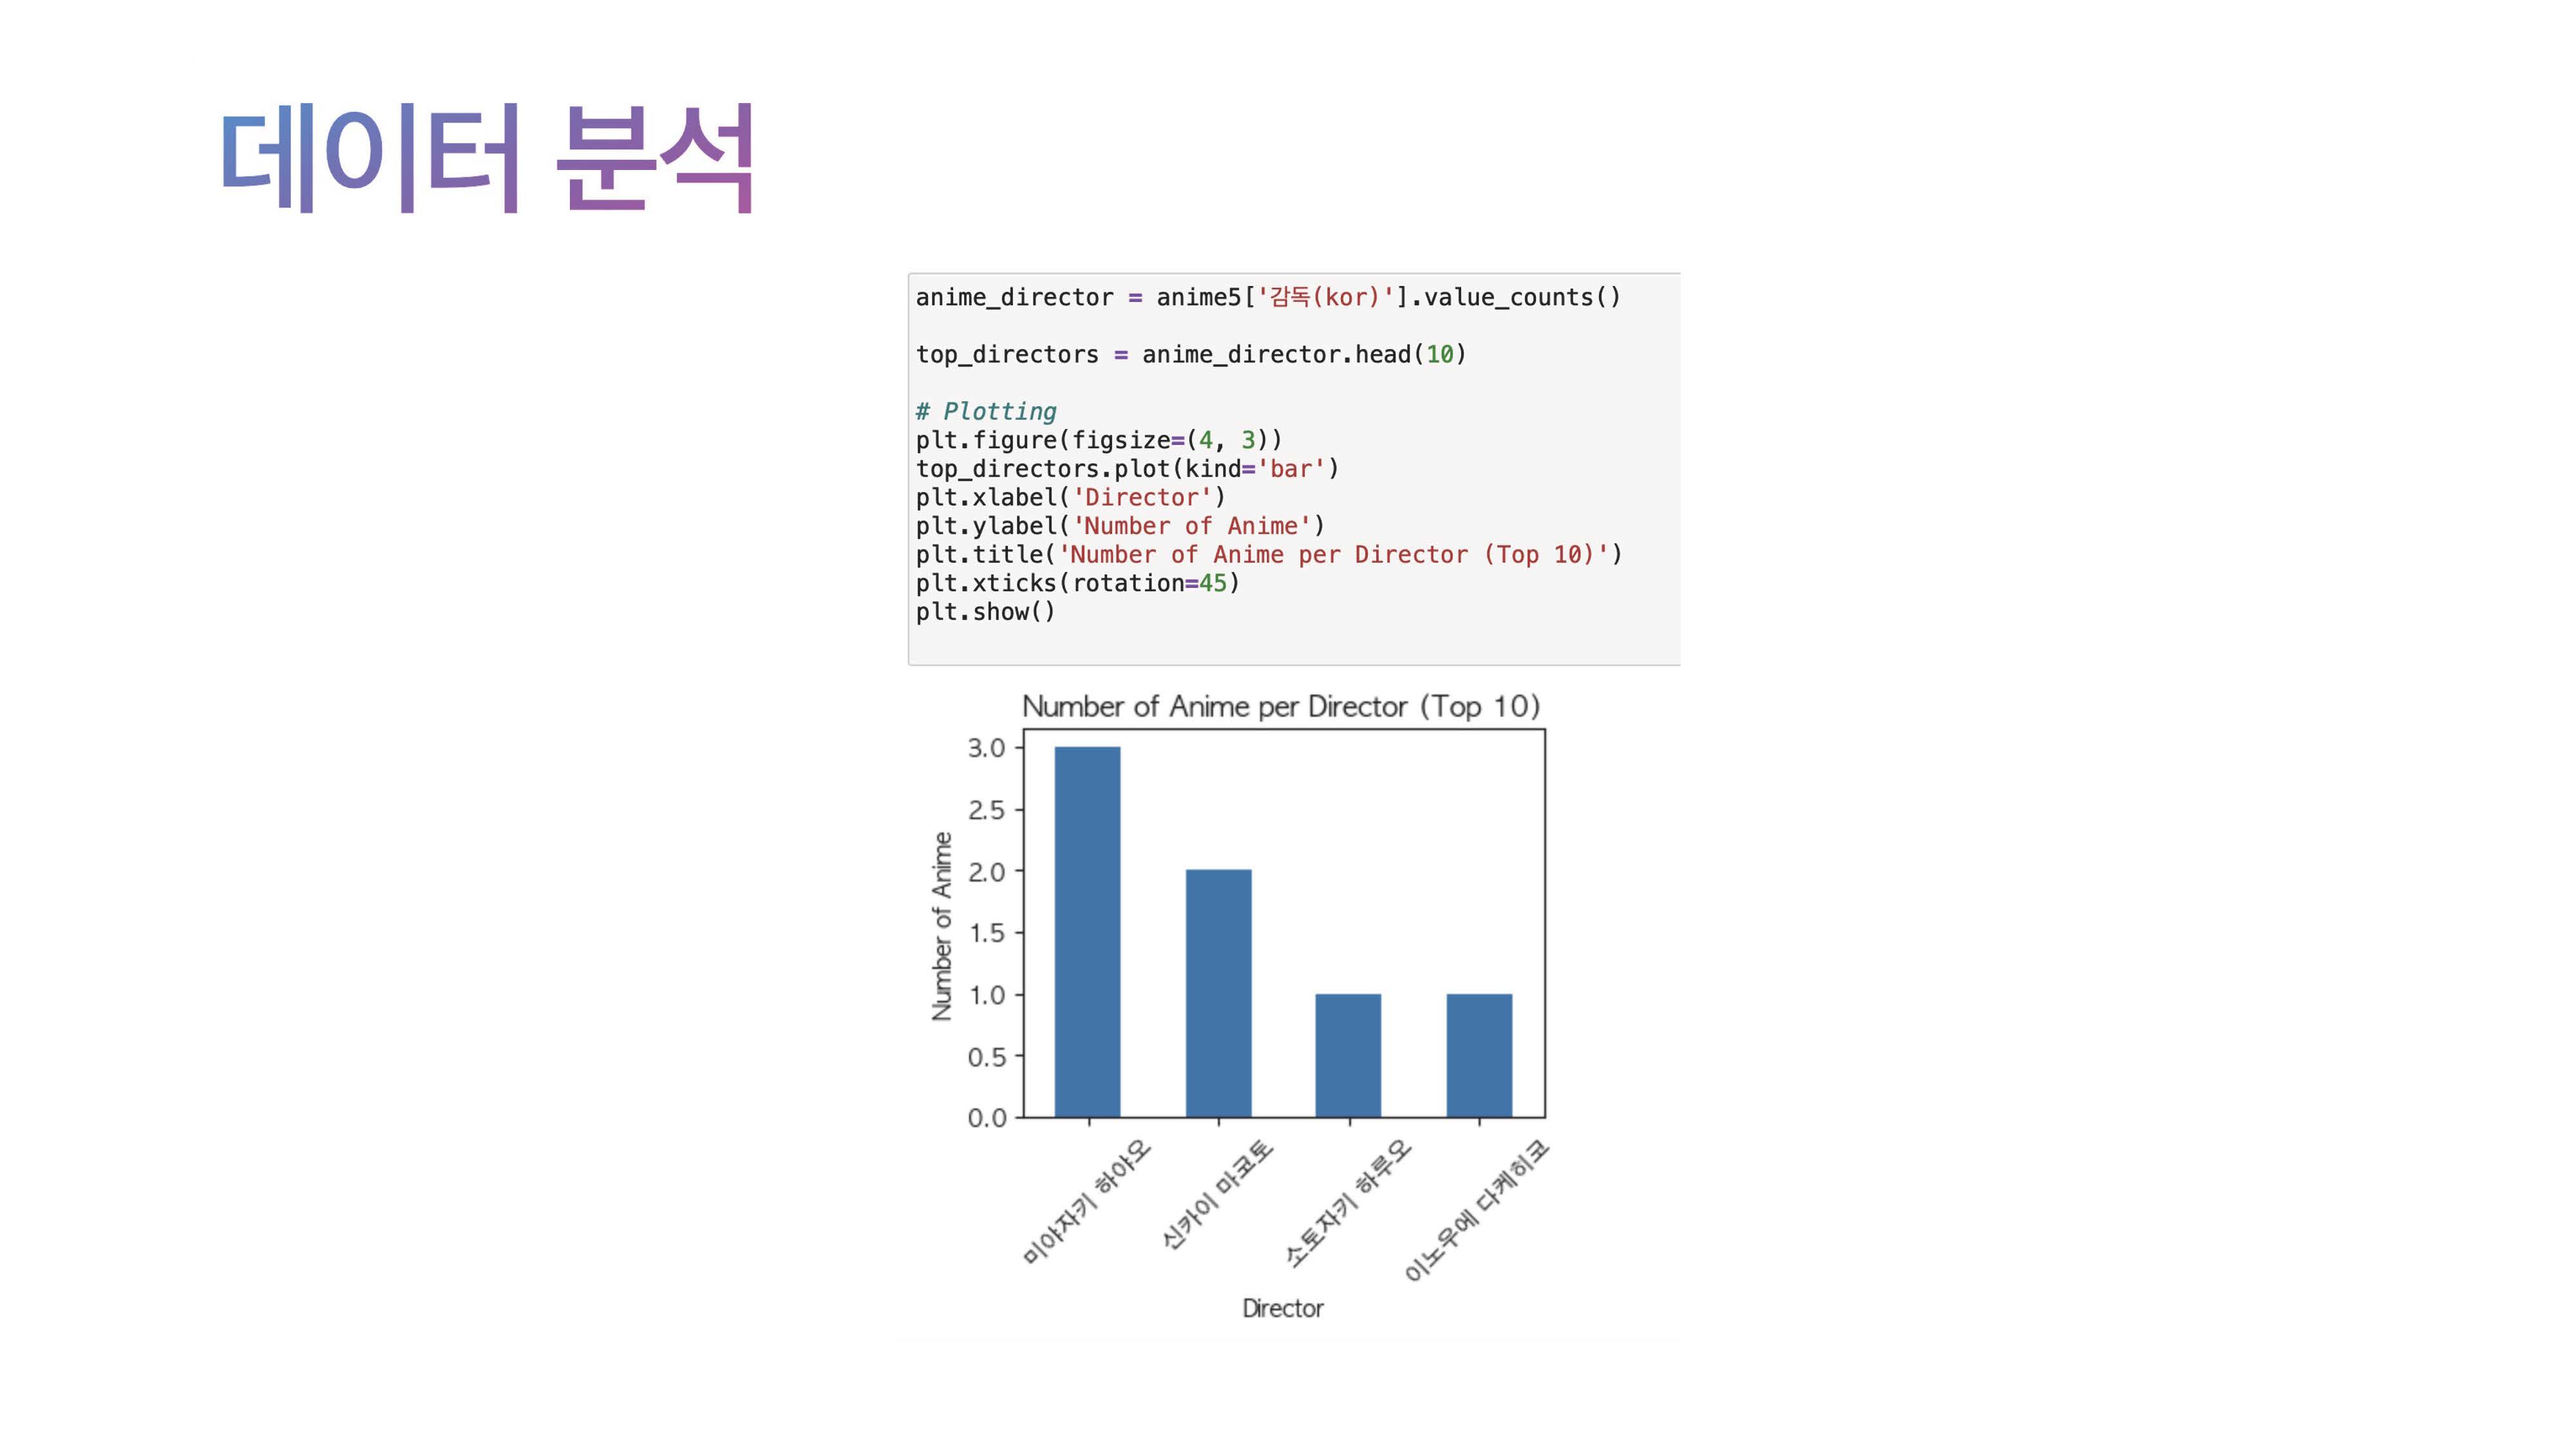 데이터 분석
anime_director = anime5['감독(kor)'].value_counts()
top_directors = anime_director.head(10)
# Plotting
plt.figure(figsize=(4, 3))
top_directors.plot(kind='bar')
plt.xlabel('Director')
plt.ylabel('Number of Anime')
plt.title('Number of Anime per Director (Top 10)')
plt.xticks(rotation=45)
plt.show()
Number of Anime per Director (Top 10)
Number of Anime
3.0
2.5
2.0
1.5
1.0
0.5
0.0
미야자키 하야오
신카이 마코토
소토자키 하루오
이노우에 다케히코
Director